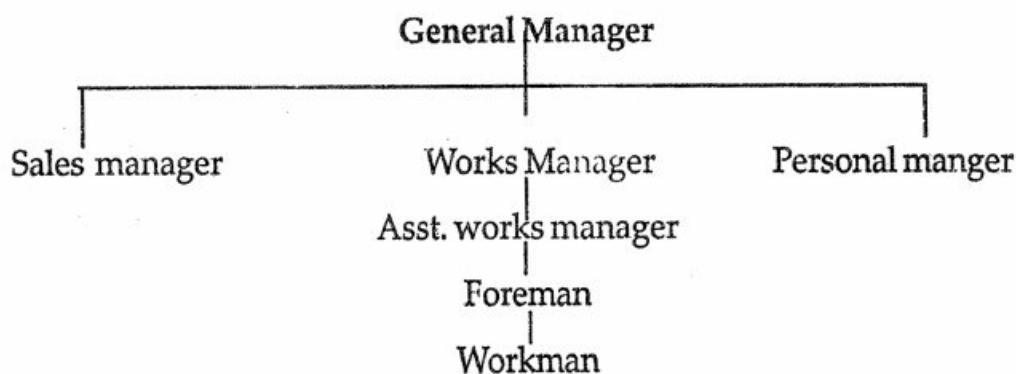 General Manager
Sales manager Works Manager Personal manger
Asst. works manager
Foreman
Workman